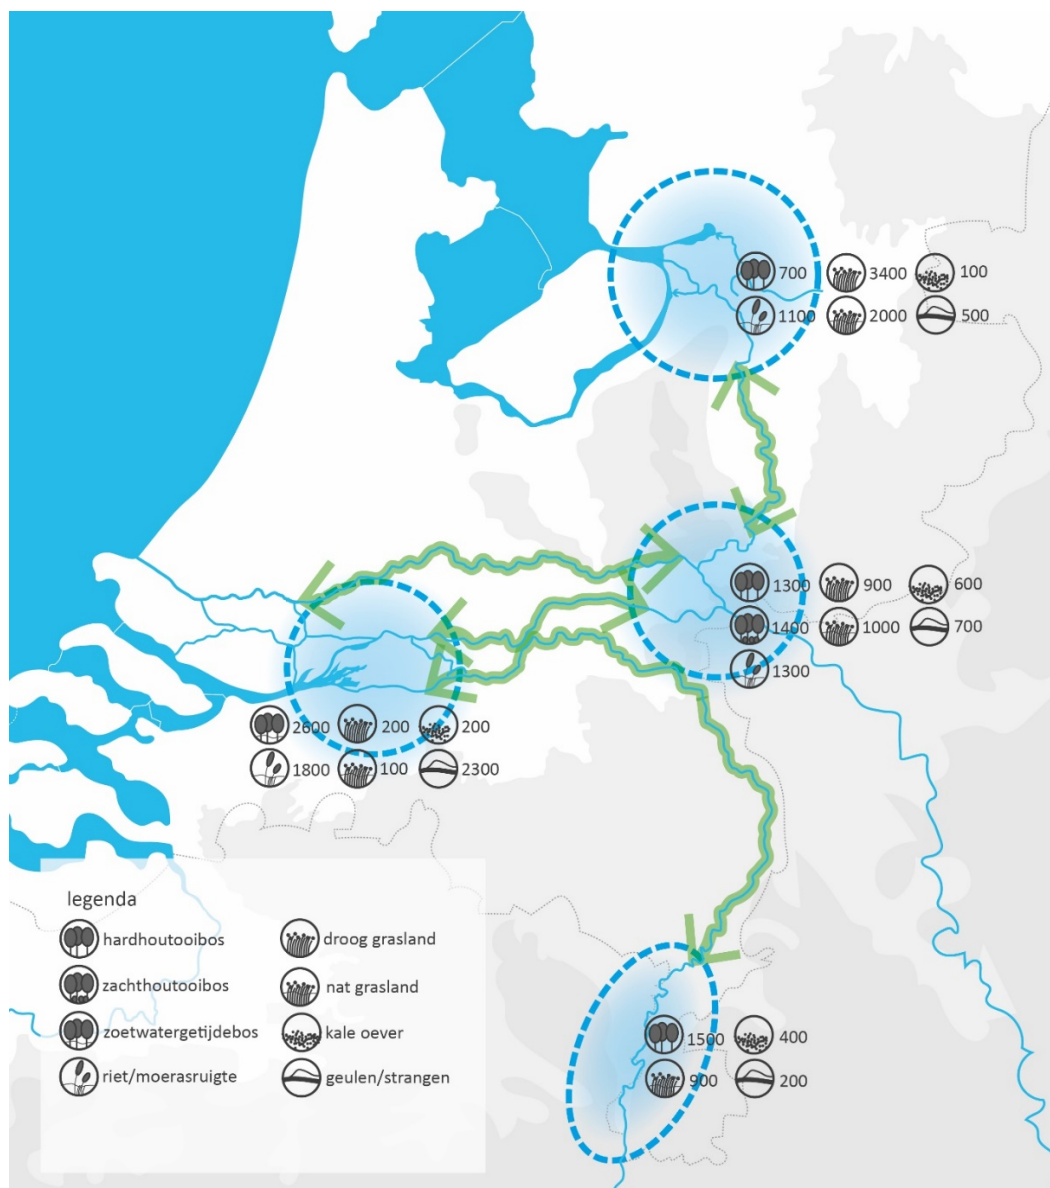 700 3400 100
1100 2000 500
1300 900 600
1400 1000 700
1300
2600 200 200
1800 100 2300
legenda
hardhoutooibos droog grasland
zachthoutooibos nat grasland
zoetwatergetijdebos kale oever
riet/moerasruigte geulen/strangen
1500 400
900 200